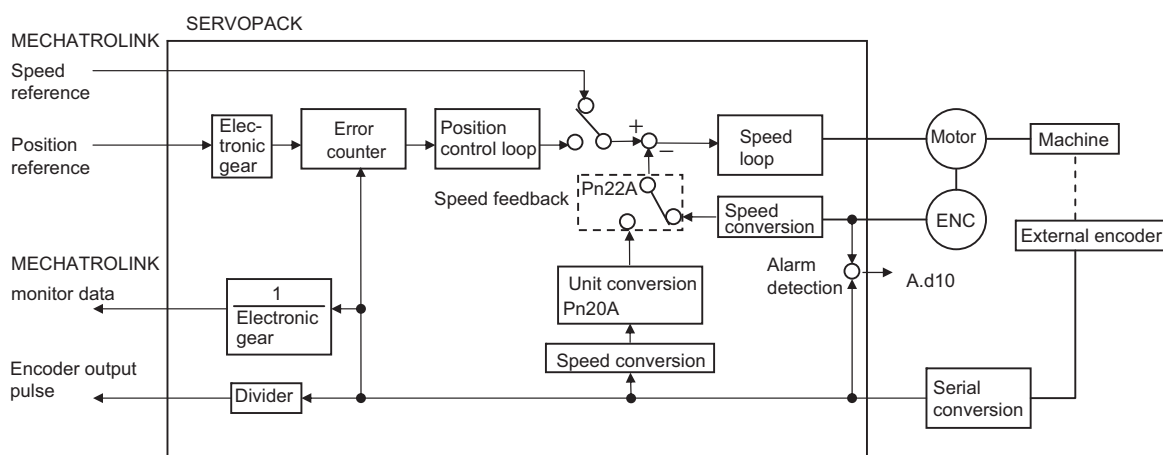 SERVOPACK
MECHATROLINK
Speed
reference
Position
reference
Elec-
tronic
gear
Error
counter
Position
control loop
+
−
Speed
loop
Motor
Machine
Speed feedback
Pn22A
Speed
conversion
ENC
External encoder
MECHATROLINK
monitor data
1
Electronic
gear
Unit conversion
Pn20A
Alarm
detection
A.d10
Speed conversion
Encoder output
pulse
Divider
Serial
conversion